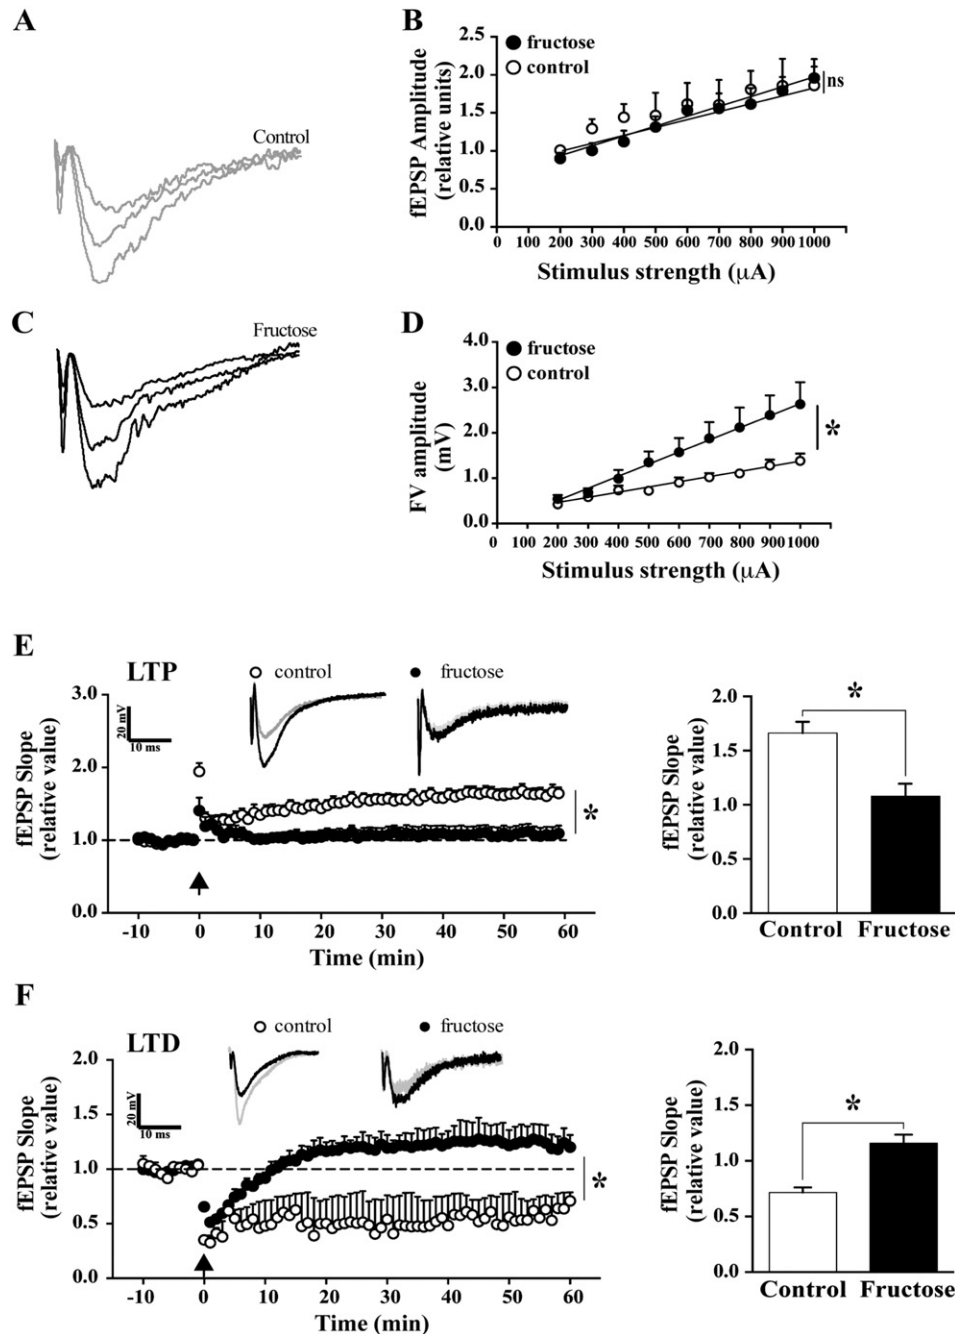 A
Control
B
fructose
control
fEPSP Amplitude
(relative units)
2.5
2.0
1.5
1.0
0.5
0.0
ns
0 100 200 300 400 500 600 700 800 900 1000
Stimulus strength (μA)
C
Fructose
D
fructose
control
FV amplitude
(mV)
4.0
3.0
2.0
1.0
0.0
*
0 100 200 300 400 500 600 700 800 900 1000
Stimulus strength (μA)
E
LTP
control
fructose
20 mV
10 ms
fEPSP Slope
(relative value)
3.0
2.0
1.0
0.0
*
-10 0 10 20 30 40 50 60
Time (min)
fEPSP Slope
(relative value)
2.0
1.5
1.0
0.5
0.0
*
Control Fructose
F
LTD
control
fructose
20 mV
10 ms
fEPSP Slope
(relative value)
2.0
1.5
1.0
0.5
0.0
*
-10 0 10 20 30 40 50 60
Time (min)
fEPSP Slope
(relative value)
2.0
1.5
1.0
0.5
0.0
*
Control Fructose